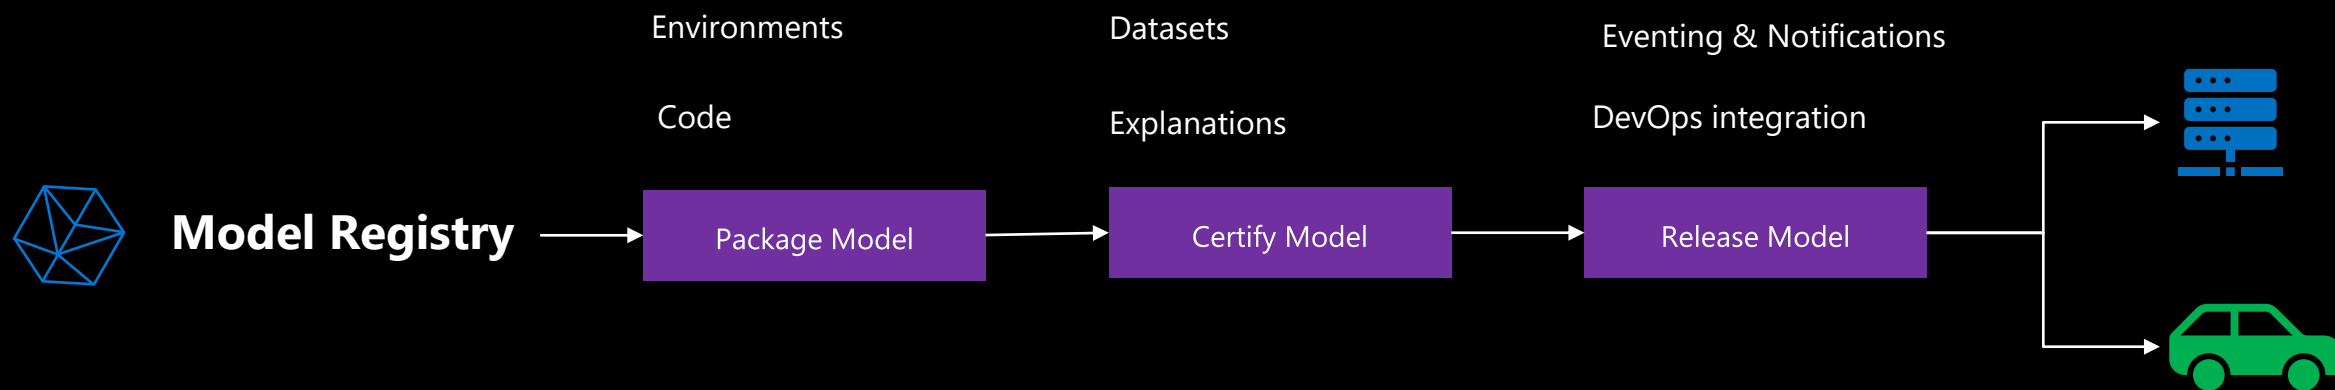 Environments
Datasets
Eventing & Notifications
Code
Explanations
DevOps integration
Model Registry
Package Model
Certify Model
Release Model